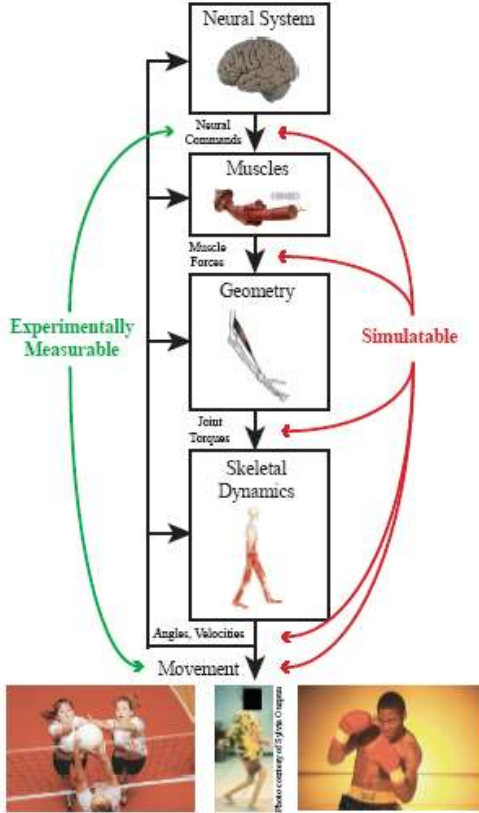 Neural System
Neural
Commands
Muscles
Muscle
Forces
Geometry
Experimentally
Measurable
Simulatable
Joint
Torques
Skeletal
Dynamics
Angles, Velocities
Movement
Photo courtesy of Sylvia